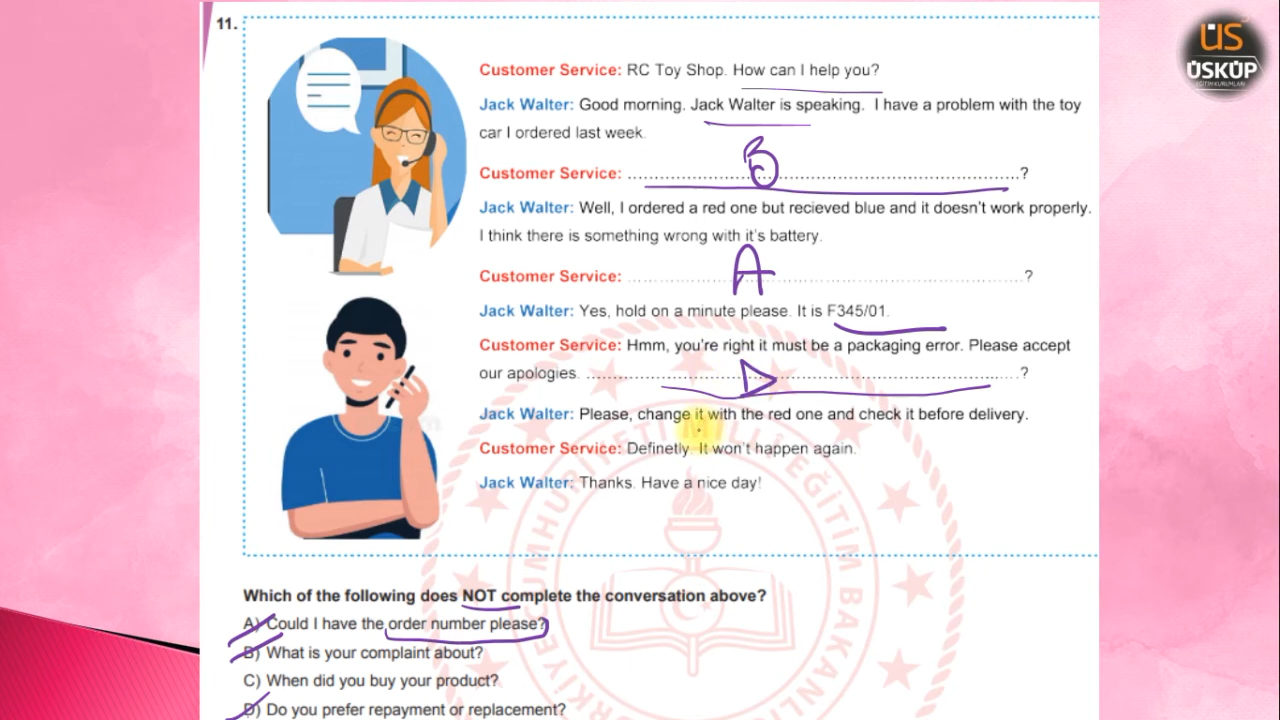 11.
Customer Service: RC Toy Shop. How can I help you?
Jack Walter: Good morning. Jack Walter is speaking. I have a problem with the toy
car I ordered last week.
Customer Service: ........................................................................? 
B
Jack Walter: Well, I ordered a red one but recieved blue and it doesn't work properly.
I think there is something wrong with it's battery.
Customer Service: ........................................................................?
A
Jack Walter: Yes, hold on a minute please. It is F345/01.
Customer Service: Hmm, you're right it must be a packaging error. Please accept
our apologies. ........................................................................?
D
Jack Walter: Please, change it with the red one and check it before delivery.
Customer Service: Definetly. It won't happen again.
Jack Walter: Thanks. Have a nice day!
Which of the following does NOT complete the conversation above?
A) Could I have the order number please?
B) What is your complaint about?
C) When did you buy your product?
D) Do you prefer repayment or replacement?
ÜS
ÜSKÜP
EĞİTİM KURUMLARI